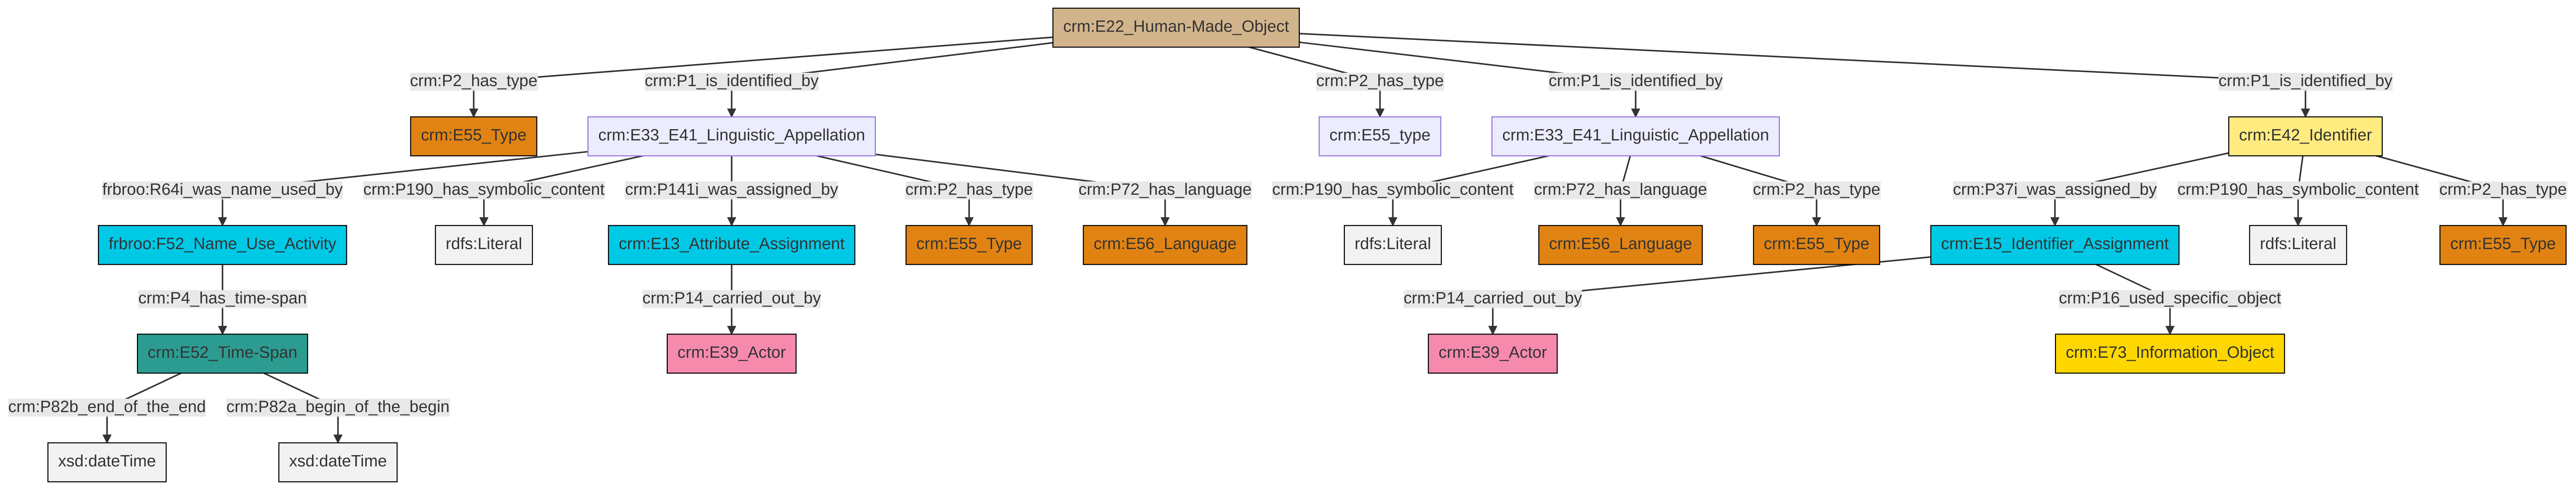 crm:E22_Human-Made_Object
crm:P2_has_type
crm:P1_is_identified_by
crm:P2_has_type
crm:P1_is_identified_by
crm:P1_is_identified_by
crm:E55_Type
crm:E33_E41_Linguistic_Appellation
crm:E55_type
crm:E33_E41_Linguistic_Appellation
crm:E42_Identifier
frbroo:R64i_was_name_used_by
crm:P190_has_symbolic_content
crm:P141i_was_assigned_by
crm:P2_has_type
crm:P72_has_language
crm:P190_has_symbolic_content
crm:P72_has_language
crm:P2_has_type
crm:P37i_was_assigned_by
crm:P190_has_symbolic_content
crm:P2_has_type
frbroo:F52_Name_Use_Activity
rdfs:Literal
crm:E13_Attribute_Assignment
crm:E55_Type
crm:E56_Language
rdfs:Literal
crm:E56_Language
crm:E55_Type
crm:E15_Identifier_Assignment
rdfs:Literal
crm:E55_Type
crm:P4_has_time-span
crm:P14_carried_out_by
crm:P14_carried_out_by
crm:P16_used_specific_object
crm:E52_Time-Span
crm:E39_Actor
crm:E39_Actor
crm:E73_Information_Object
crm:P82b_end_of_the_end
crm:P82a_begin_of_the_begin
xsd:dateTime
xsd:dateTime